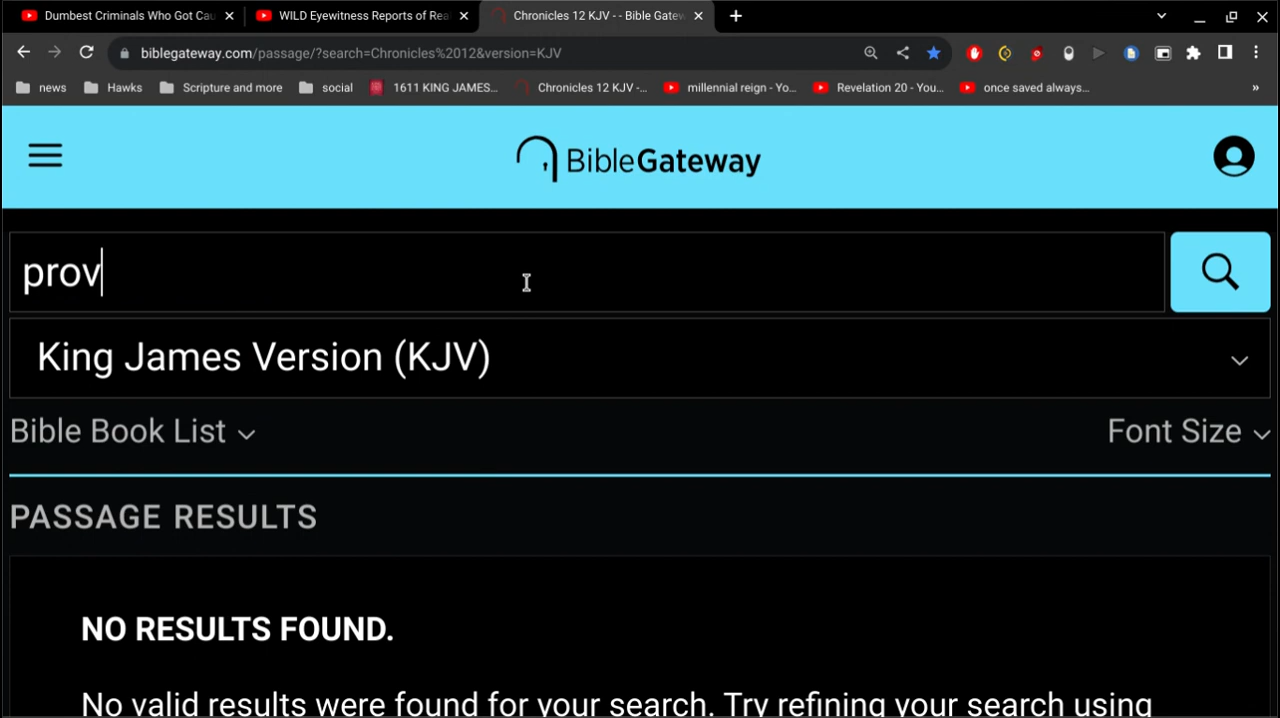 Dumbest Criminals Who Got Cau
WILD Eyewitness Reports of Rea
Chronicles 12 KJV - - Bible Gatew
biblegateway.com/passage/?search=Chronicles%2012&version=KJV
news
Hawks
Scripture and more
social
1611 KING JAMES...
Chronicles 12 KJV -...
millennial reign - Yo...
Revelation 20 - You...
once saved always...
»
BibleGateway
prov
King James Version (KJV)
Bible Book List
Font Size
PASSAGE RESULTS
NO RESULTS FOUND.
No valid results were found for your search. Try refining your search using